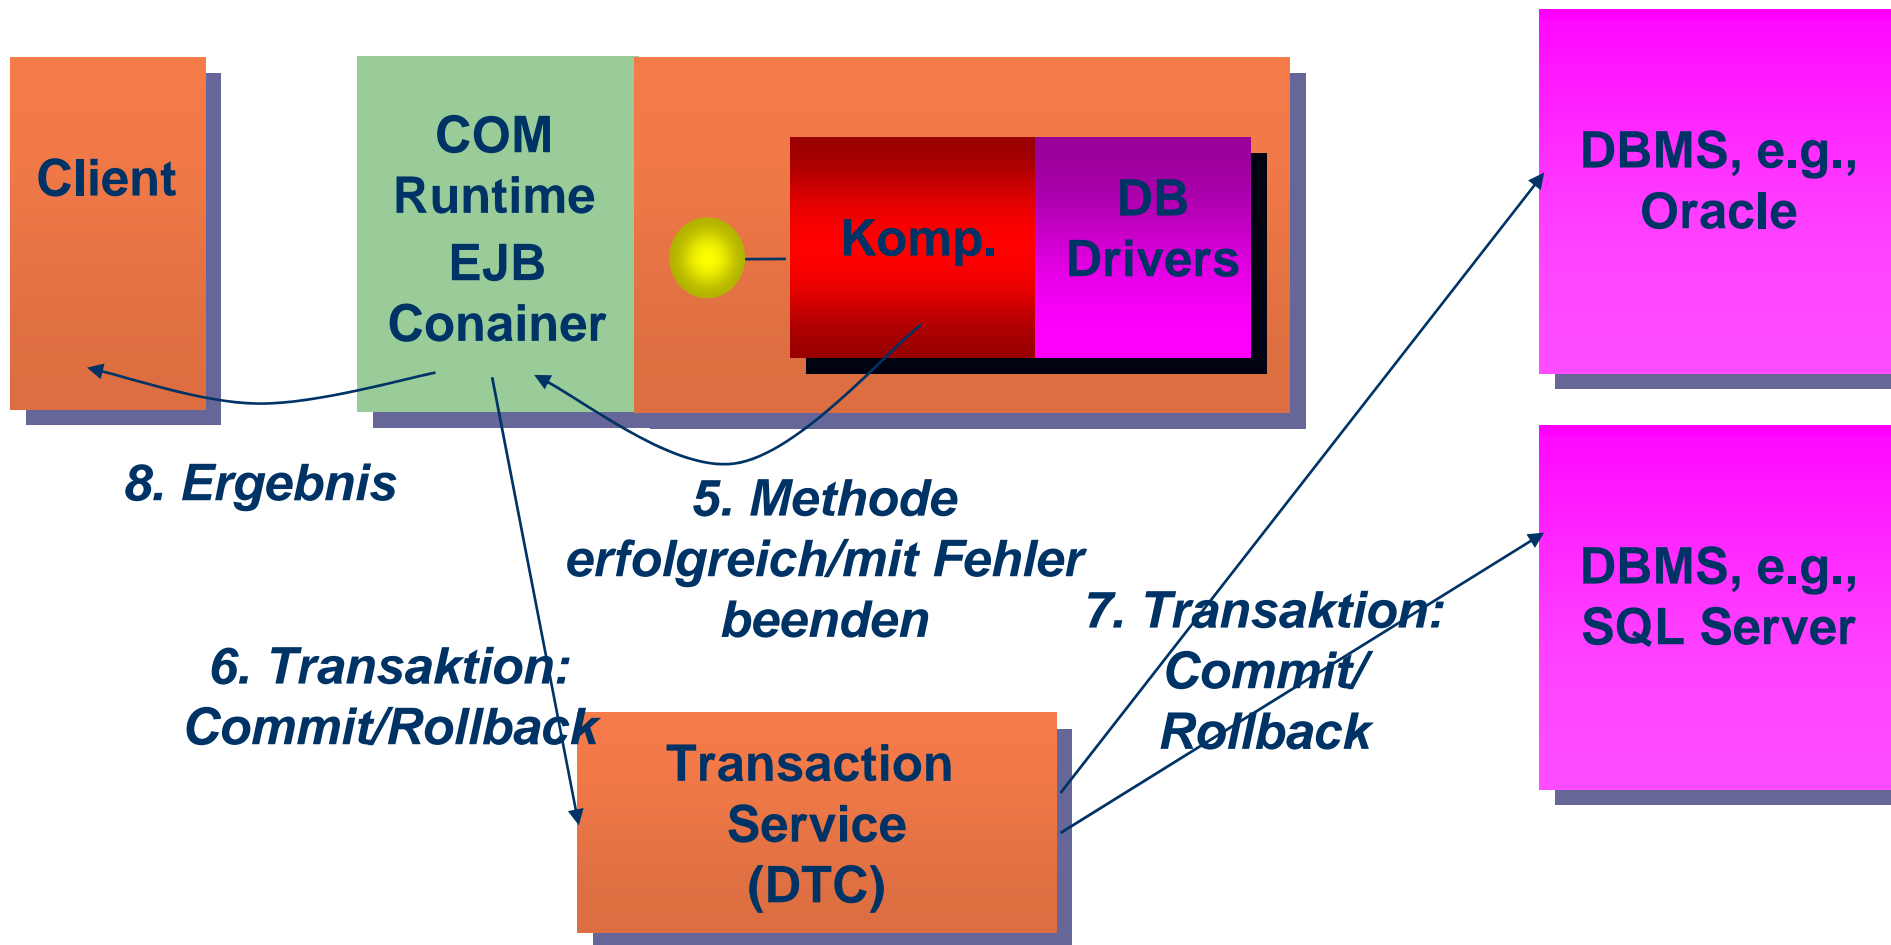 Client
COM
Runtime
EJB
Conainer
Komp.
DB
Drivers
DBMS, e.g.,
Oracle
8. Ergebnis
5. Methode
erfolgreich/mit Fehler
beenden
6. Transaktion:
Commit/Rollback
7. Transaktion:
Commit/
Rollback
DBMS, e.g.,
SQL Server
Transaction
Service
(DTC)